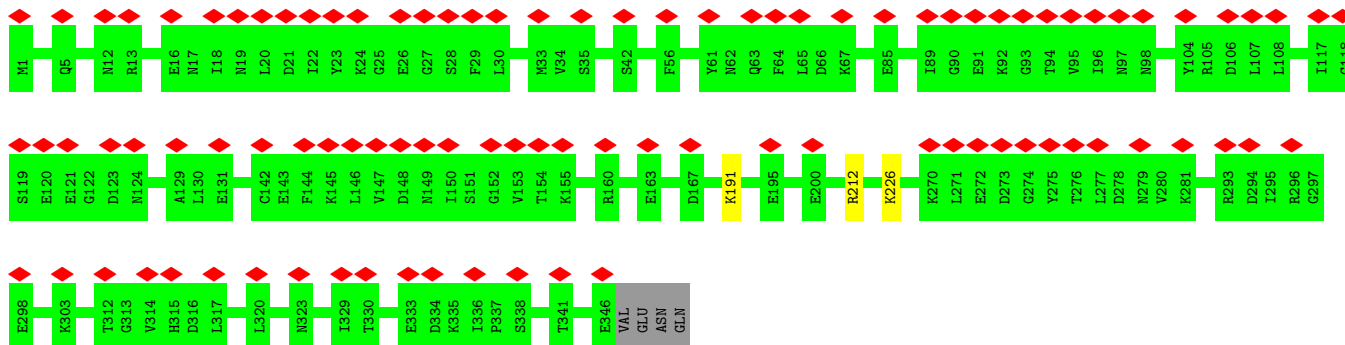 M1 Q5 N12 R13 E16 N17 I18 N19 L20 D21 I22 Y23 K24 G25 E26 G27 S28 F29 L30 M33 V34 S35 S42 F56 Y61 N62 Q63 F64 L65 D66 K67 E85 I89 G90 E91 K92 G93 T94 V95 I96 N97 N98 Y104 R105 D106 L107 L108 I117 G118
S119 E120 E121 G122 D123 N124 A129 L130 E131 C142 E143 F144 K145 L146 V147 D148 N149 I150 S151 G152 V153 T154 K155 R160 E163 D167 K191 E195 E200 R212 K226 K270 L271 E272 D273 G274 Y275 T276 L277 D278 N279 V280 K281 R293 D294 I295 R296 G297
E298 K303 T312 G313 V314 H315 D316 L317 L320 N323 I329 T330 E333 D334 K335 I336 P337 S338 T341 E346 VAL GLU ASN GLN